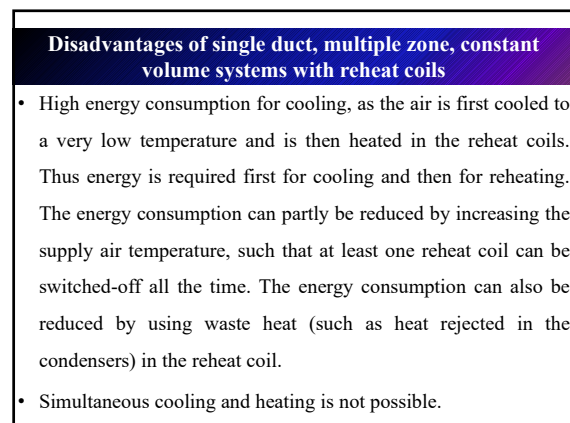 Disadvantages of single duct, multiple zone, constant
volume systems with reheat coils
• High energy consumption for cooling, as the air is first cooled to
a very low temperature and is then heated in the reheat coils.
Thus energy is required first for cooling and then for reheating.
The energy consumption can partly be reduced by increasing the
supply air temperature, such that at least one reheat coil can be
switched-off all the time. The energy consumption can also be
reduced by using waste heat (such as heat rejected in the
condensers) in the reheat coil.
• Simultaneous cooling and heating is not possible.